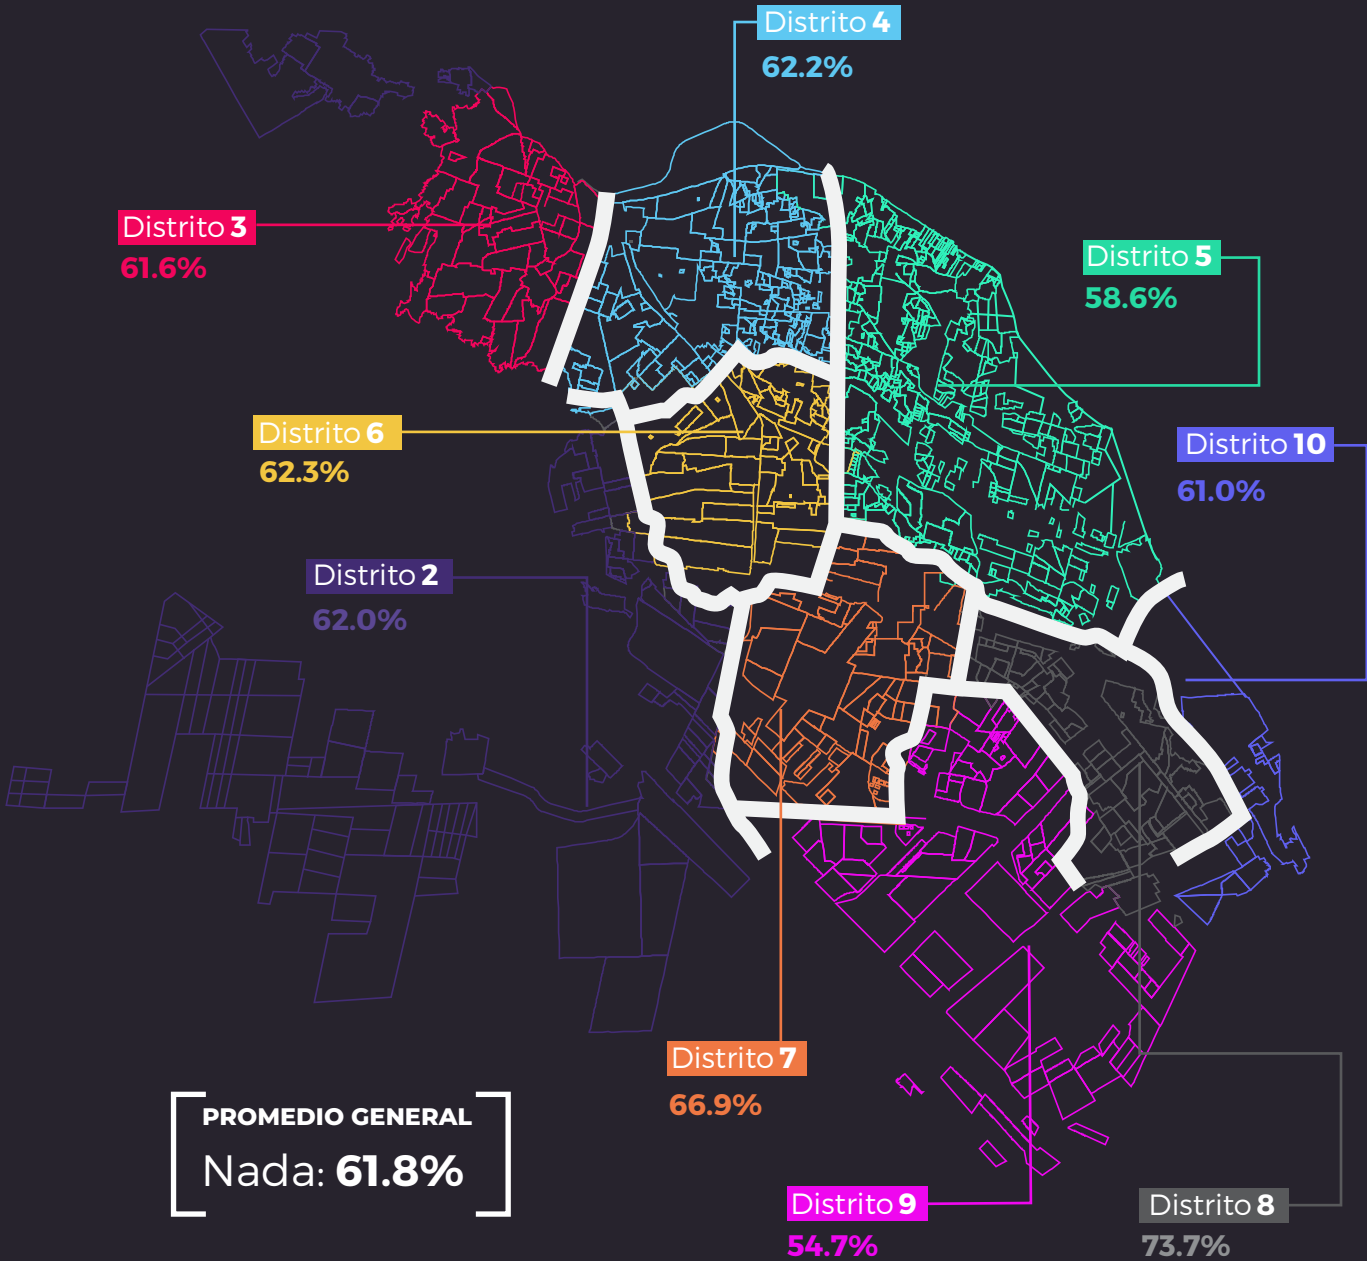 Distrito 4
62.2%
Distrito 3
61.6%
Distrito 5
58.6%
Distrito 6
62.3%
Distrito 10
61.0%
Distrito 2
62.0%
Distrito 7
66.9%
PROMEDIO GENERAL
Nada: 61.8%
Distrito 9
54.7%
Distrito 8
73.7%